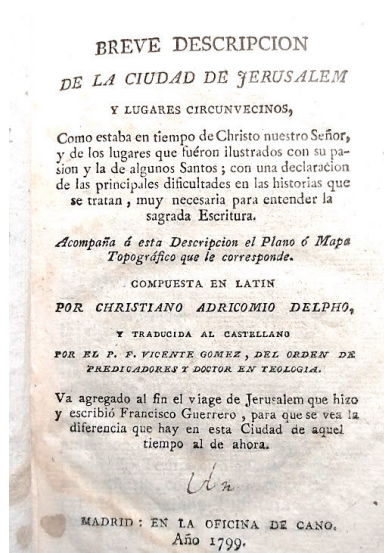 BREVE DESCRIPCION
DE LA CIUDAD DE JERUSALEM
Y LUGARES CIRCUNVECINOS,
Como estaba en tiempo de Christo nuestro Señor,
y de los lugares que fuéron ilustrados con su pa-
sion y la de algunos Santos ; con una declaracion
de las principales dificultades en las historias que
se tratan , muy necesaria para entender la
sagrada Escritura.
Acompaña á esta Descripcion el Plano ó Mapa
Topográfico que le corresponde.
COMPUESTA EN LATIN
POR CHRISTIANO ADRICOMIO DELPHO,
Y TRADUCIDA AL CASTELLANO
POR EL P. F. VICENTE GOMEZ , DEL ORDEN DE
PREDICADORES Y DOCTOR EN TEOLOGIA.
Va agregado al fin el viage de Jerusalem que hizo
y escribió Francisco Guerrero , para que se vea la
diferencia que hay en esta Ciudad de aquel
tiempo al de ahora.
MADRID : EN LA OFICINA DE CANO.
Año 1799.